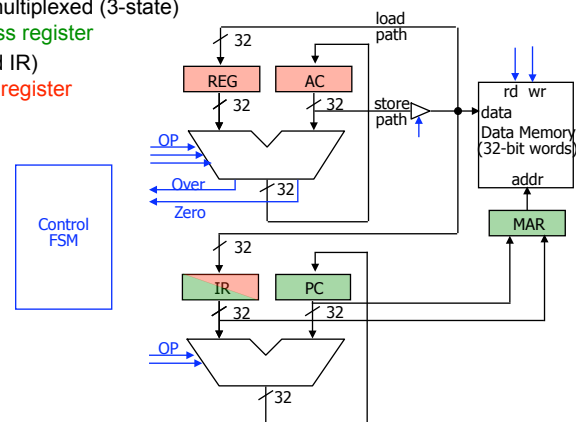 multiplexed (3-state)
ss register
IR)
register
load
path
32
32
REG
AC
32
32
store
path
rd wr
data
Data Memory
(32-bit words)
addr
OP
Over
Zero
32
MAR
Control
FSM
32
IR
PC
32
32
OP
32